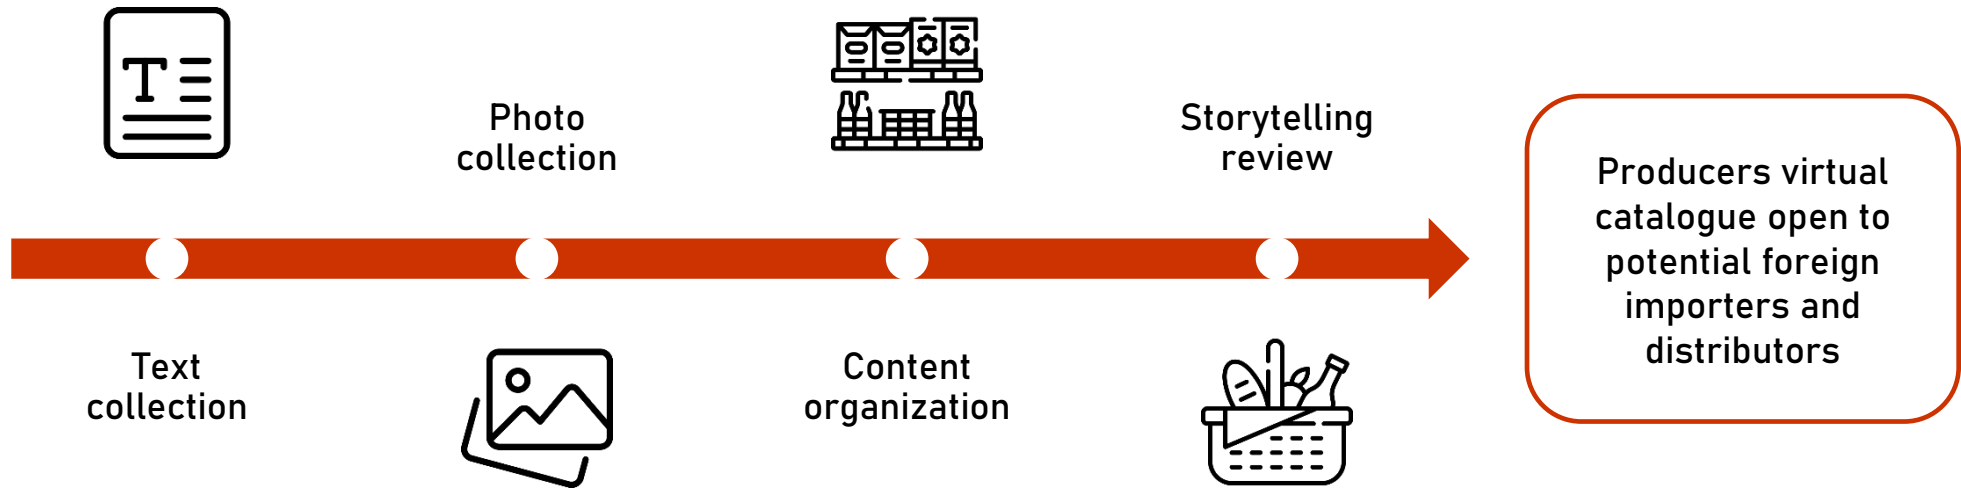 T
Text
collection
Photo
collection
Content
organization
Storytelling
review
Producers virtual
catalogue open to
potential foreign
importers and
distributors